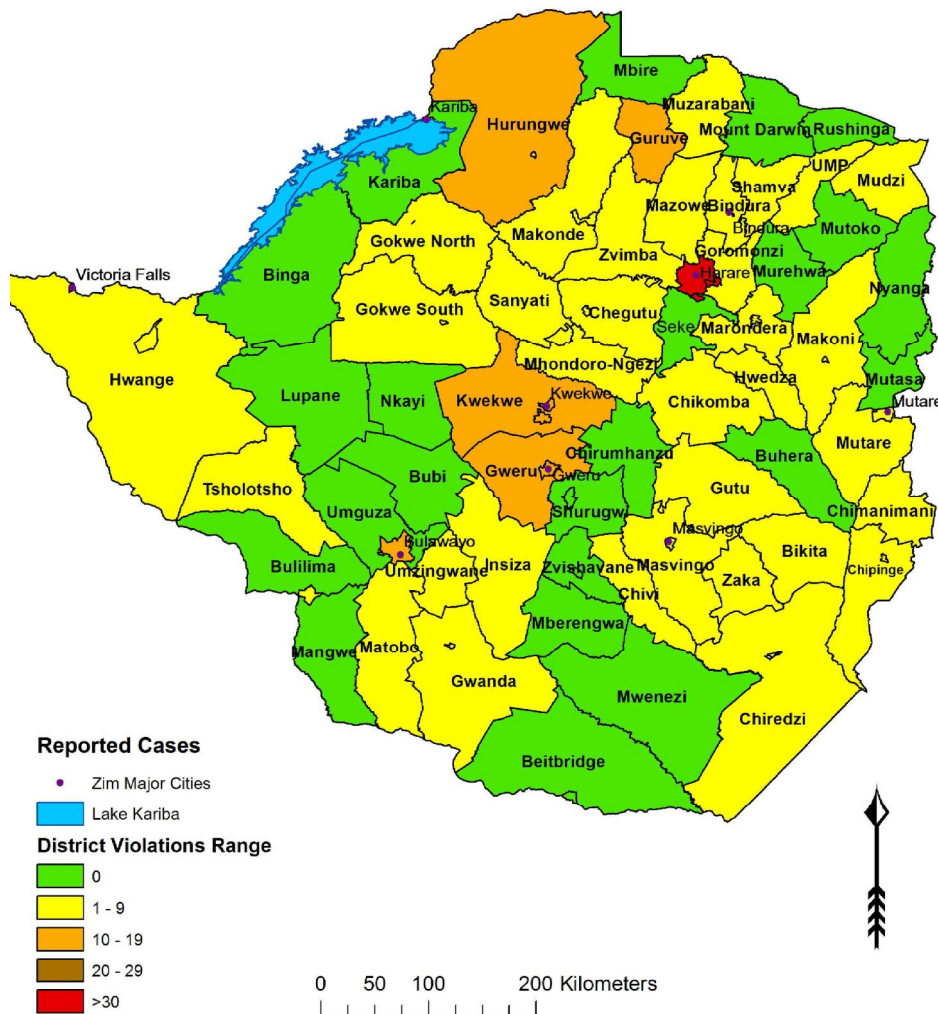 Mbire
Kariba
Muzarabani
Hurungwe
Guruve
Mount Darwin
Rushinga
UMP
Kariba
Shamva
Mudzi
Mazowe
Bindura
Bindura
Gokwe North
Makonde
Zvimba
Goromonzi
Mutoko
Victoria Falls
Binga
Harare
Murehwa
Nyanga
Gokwe South
Sanyati
Chegutu
Seke
Marondera
Makoni
Hwange
Mhondoro-Ngezi
Hwedza
Mutasa
Lupane
Nkayi
Kwekwe
Kwekwe
Chikomba
Mutare
Mutare
Chirumhanzu
Buhera
Gweru
Gweru
Tsholotsho
Bubi
Gutu
Umguza
Shurugwi
Chimanimani
Masvingo
Bulawayo
Bulilima
Umzingwane
Insiza
Zvishavane
Masvingo
Bikita
Chipinge
Chivi
Zaka
Mberengwa
Mangwe
Matobo
Gwanda
Mwenezi
Chiredzi
Beitbridge
Reported Cases
Zim Major Cities
Lake Kariba
District Violations Range
0
1 - 9
10 - 19
20 - 29
>30
0 50 100 200 Kilometers